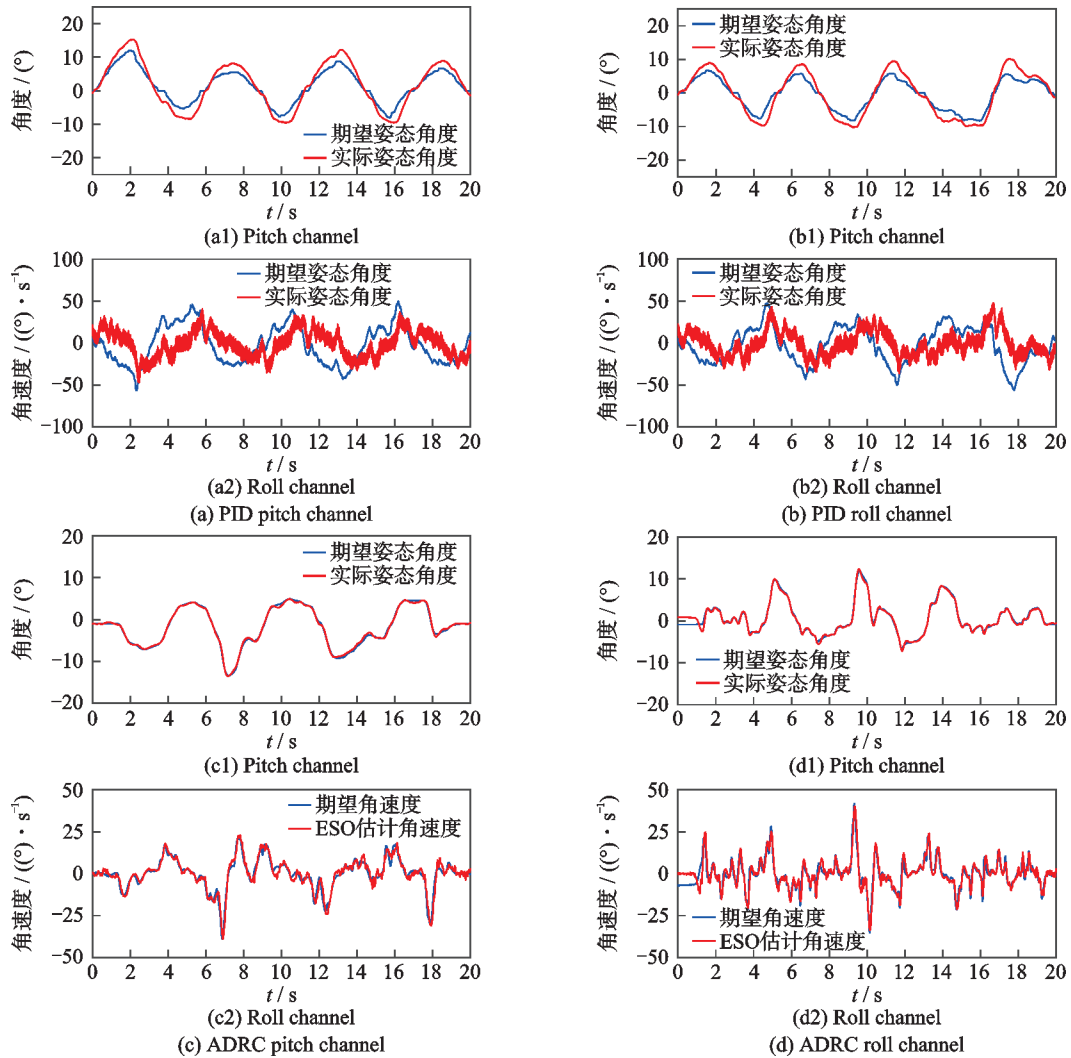 角度 / (°)
20
10
0
−10
−20
期望姿态角度
实际姿态角度
0 2 4 6 8 10 12 14 16 18 20
t / s
(a1) Pitch channel
角度 / (°)
20
10
0
−10
−20
期望姿态角度
实际姿态角度
0 2 4 6 8 10 12 14 16 18 20
t / s
(b1) Pitch channel
角速度 / ((°)・s⁻¹)
100
50
0
−50
−100
期望姿态角度
实际姿态角度
0 2 4 6 8 10 12 14 16 18 20
t / s
(a2) Roll channel
(a) PID pitch channel
角速度 / ((°)・s⁻¹)
100
50
0
−50
−100
期望姿态角度
实际姿态角度
0 2 4 6 8 10 12 14 16 18 20
t / s
(b2) Roll channel
(b) PID roll channel
角度 / (°)
20
10
0
−10
−20
期望姿态角度
实际姿态角度
0 2 4 6 8 10 12 14 16 18 20
t / s
(c1) Pitch channel
角度 / (°)
20
10
0
−10
−20
期望姿态角度
实际姿态角度
0 2 4 6 8 10 12 14 16 18 20
t / s
(d1) Pitch channel
角速度 / ((°)・s⁻¹)
50
25
0
−25
−50
期望角速度
ESO估计角速度
0 2 4 6 8 10 12 14 16 18 20
t / s
(c2) Roll channel
(c) ADRC pitch channel
角速度 / ((°)・s⁻¹)
50
25
0
−25
−50
期望角速度
ESO估计角速度
0 2 4 6 8 10 12 14 16 18 20
t / s
(d2) Roll channel
(d) ADRC roll channel